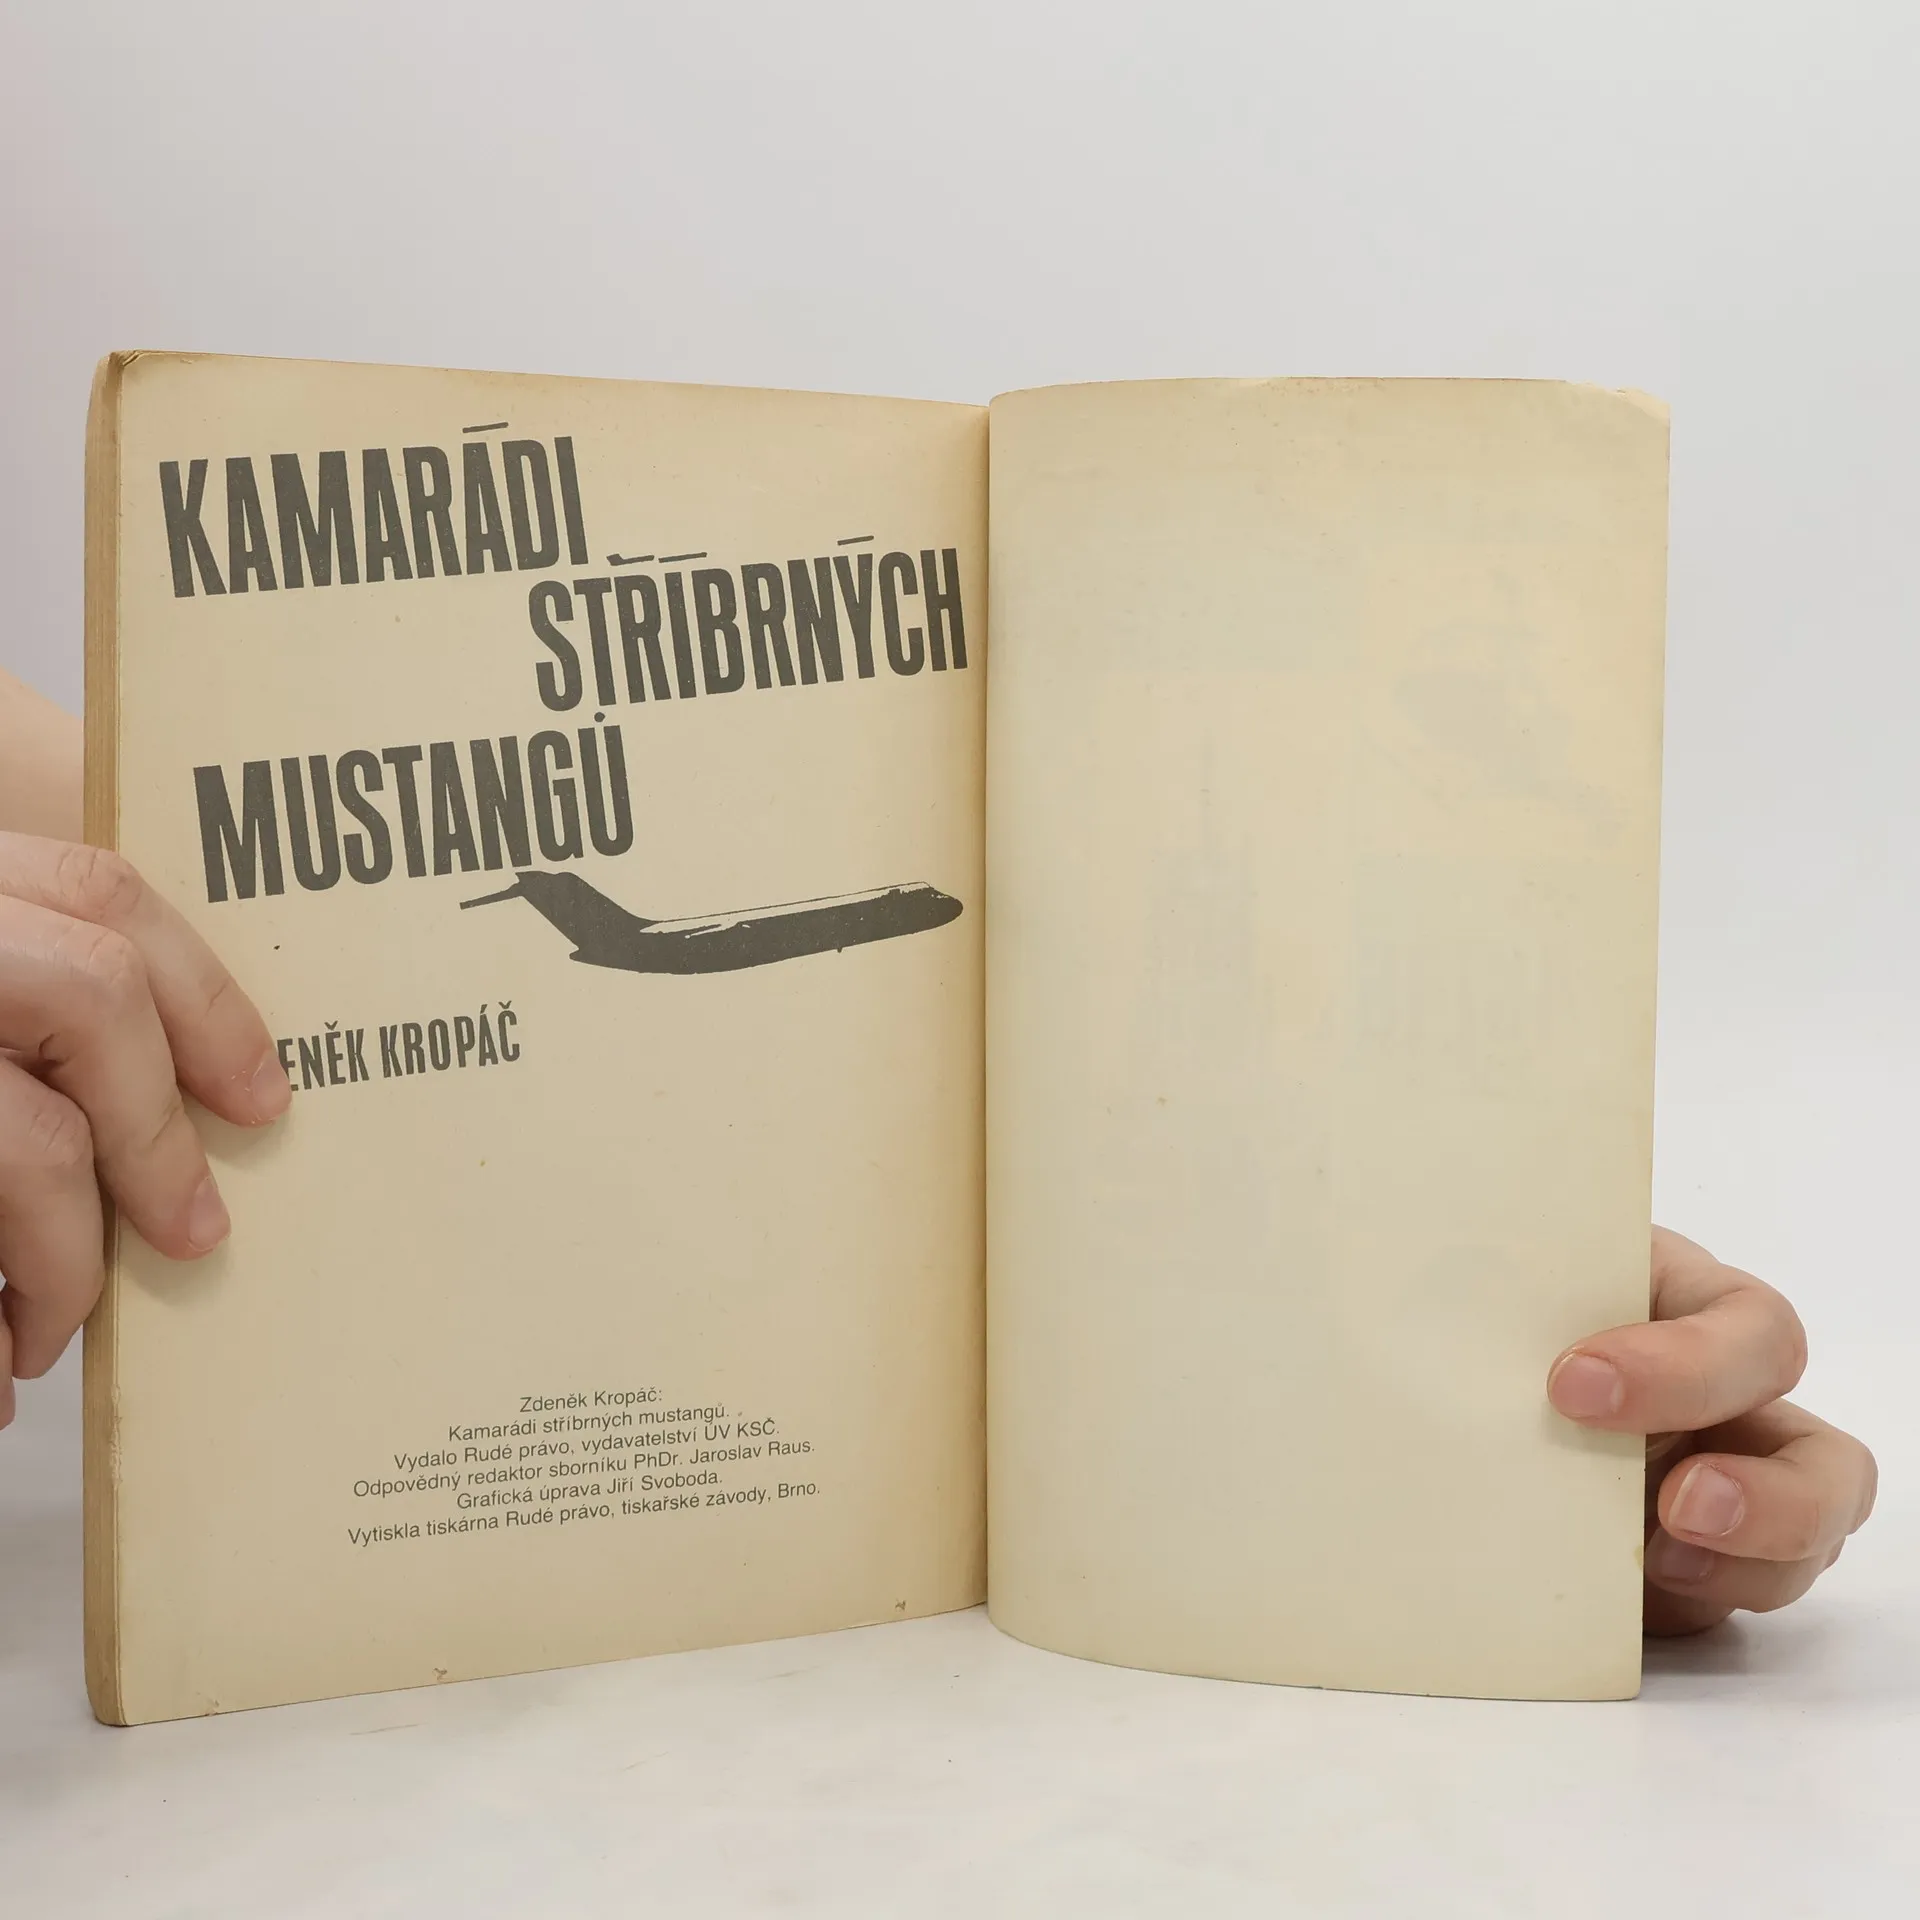 KAMARÁDI
STŘÍBRNÝCH
MUSTANGŮ
ENĚK KROPÁČ
Zdeněk Kropáč:
Kamarádi stříbrných mustangů.
Vydalo Rudé právo, vydavatelství ÚV KSČ.
Odpovědný redaktor sborníku PhDr. Jaroslav Raus.
Grafická úprava Jiří Svoboda.
Vytiskla tiskárna Rudé právo, tiskařské závody, Brno.